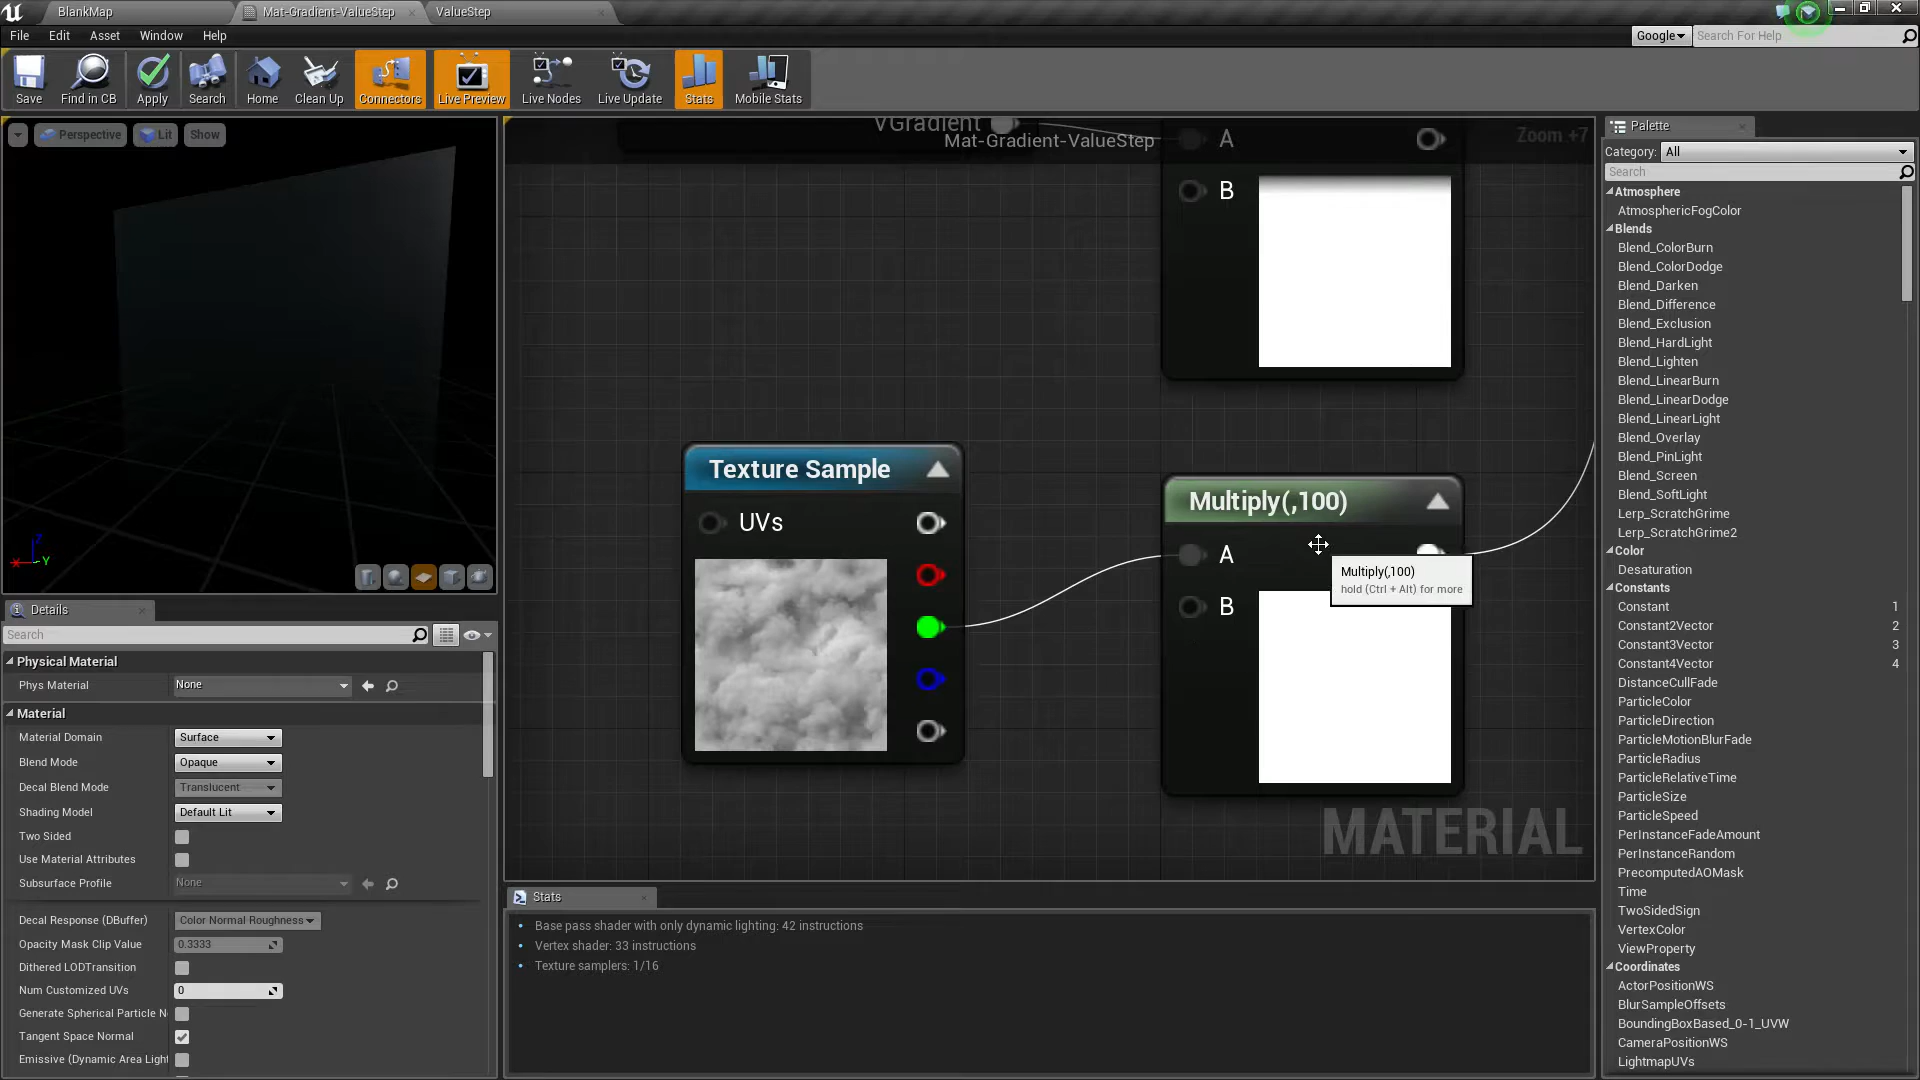 BlankMap
Mat-Gradient-ValueStep
ValueStep
File
Edit
Asset
Window
Help
Google
Search For Help
Save
Find in CB
Apply
Search
Home
Clean Up
Connectors
Live Preview
Live Nodes
Live Update
Stats
Mobile Stats
Perspective
Lit
Show
Z
X
Y
VGradient
Mat-Gradient-ValueStep
Zoom +7
A
B
Texture Sample
UVs
Multiply(,100)
A
B
Multiply(,100)
hold (Ctrl + Alt) for more
MATERIAL
Details
Search
Physical Material
Phys Material
None
Material
Material Domain
Surface
Blend Mode
Opaque
Decal Blend Mode
Translucent
Shading Model
Default Lit
Two Sided
Use Material Attributes
Subsurface Profile
None
Decal Response (DBuffer)
Color Normal Roughness
Opacity Mask Clip Value
0.3333
Dithered LODTransition
Num Customized UVs
0
Generate Spherical Particle N
Tangent Space Normal
Emissive (Dynamic Area Light
Stats
Base pass shader with only dynamic lighting: 42 instructions
Vertex shader: 33 instructions
Texture samplers: 1/16
Palette
Category:
All
Search
Atmosphere
AtmosphericFogColor
Blends
Blend_ColorBurn
Blend_ColorDodge
Blend_Darken
Blend_Difference
Blend_Exclusion
Blend_HardLight
Blend_Lighten
Blend_LinearBurn
Blend_LinearDodge
Blend_LinearLight
Blend_Overlay
Blend_PinLight
Blend_Screen
Blend_SoftLight
Lerp_ScratchGrime
Lerp_ScratchGrime2
Color
Desaturation
Constants
Constant 1
Constant2Vector 2
Constant3Vector 3
Constant4Vector 4
DistanceCullFade
ParticleColor
ParticleDirection
ParticleMotionBlurFade
ParticleRadius
ParticleRelativeTime
ParticleSize
ParticleSpeed
PerInstanceFadeAmount
PerInstanceRandom
PrecomputedAOMask
Time
TwoSidedSign
VertexColor
ViewProperty
Coordinates
ActorPositionWS
BlurSampleOffsets
BoundingBoxBased_0-1_UVW
CameraPositionWS
LightmapUVs